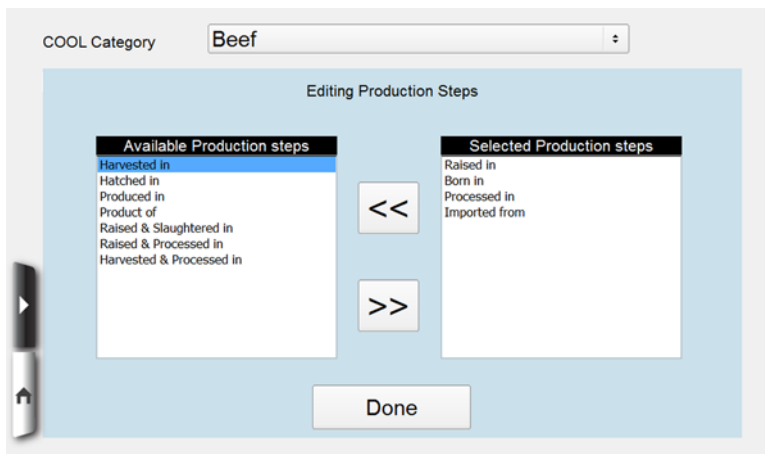 COOL Category
Beef
Editing Production Steps
Available Production steps
Harvested in
Hatched in
Produced in
Product of
Raised & Slaughtered in
Raised & Processed in
Harvested & Processed in
<<
>>
Selected Production steps
Raised in
Born in
Processed in
Imported from
Done